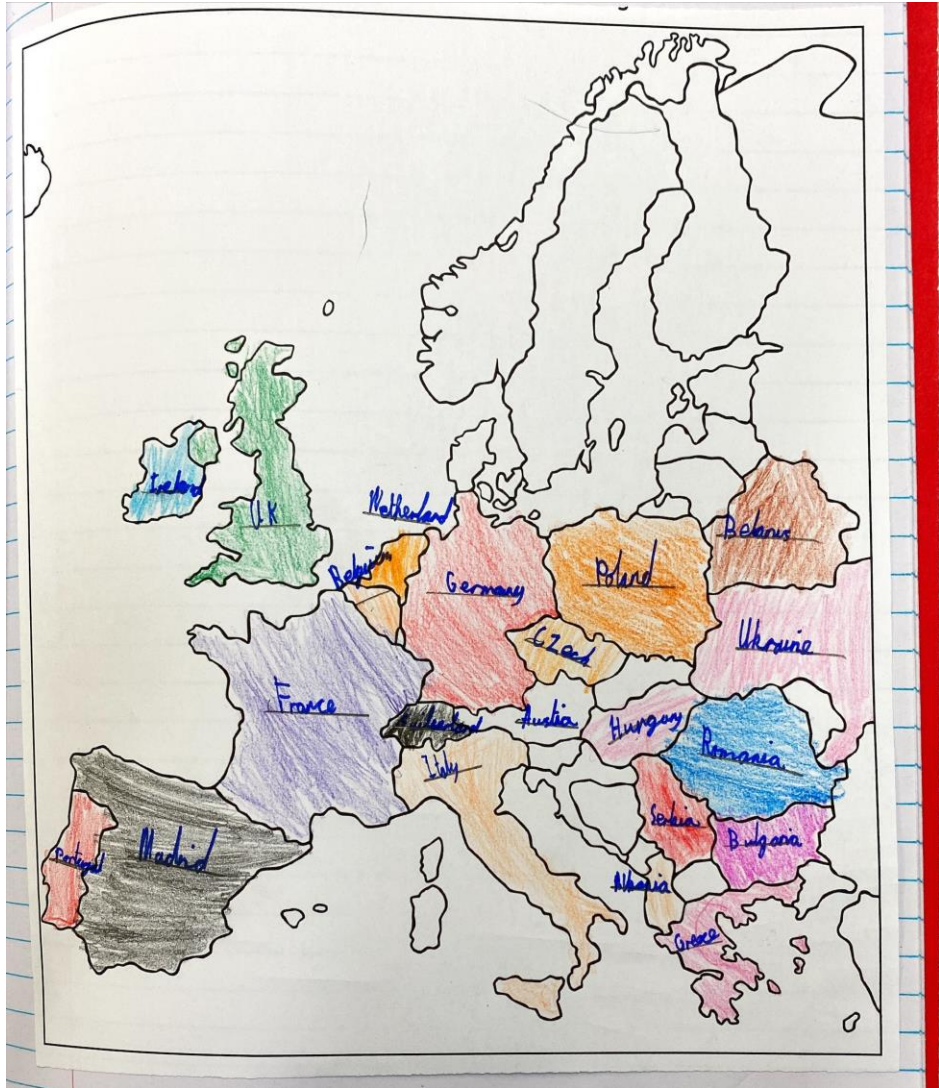 Ireland
UK
Netherland
Belgium
Germany
Poland
Belarus
Ukraine
Czech
France
Austia
Hungary
Romania
Italy
Serbia
Bulgaria
Madrid
Portugal
Albania
Greece